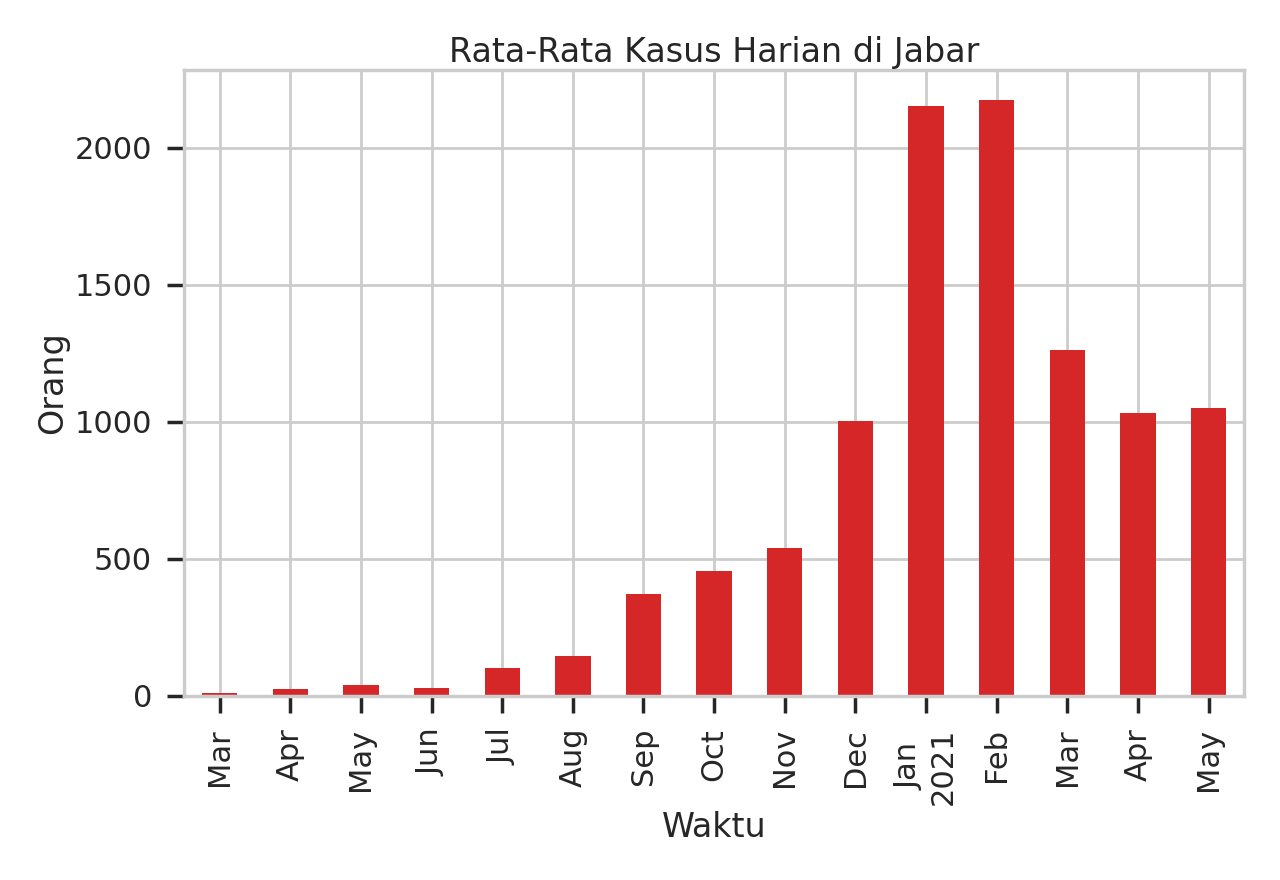 Rata-Rata Kasus Harian di Jabar
Orang
2000
1500
1000
500
0
Mar
Apr
May
Jun
Jul
Aug
Sep
Oct
Nov
Dec
Jan
2021
Feb
Mar
Apr
May
Waktu